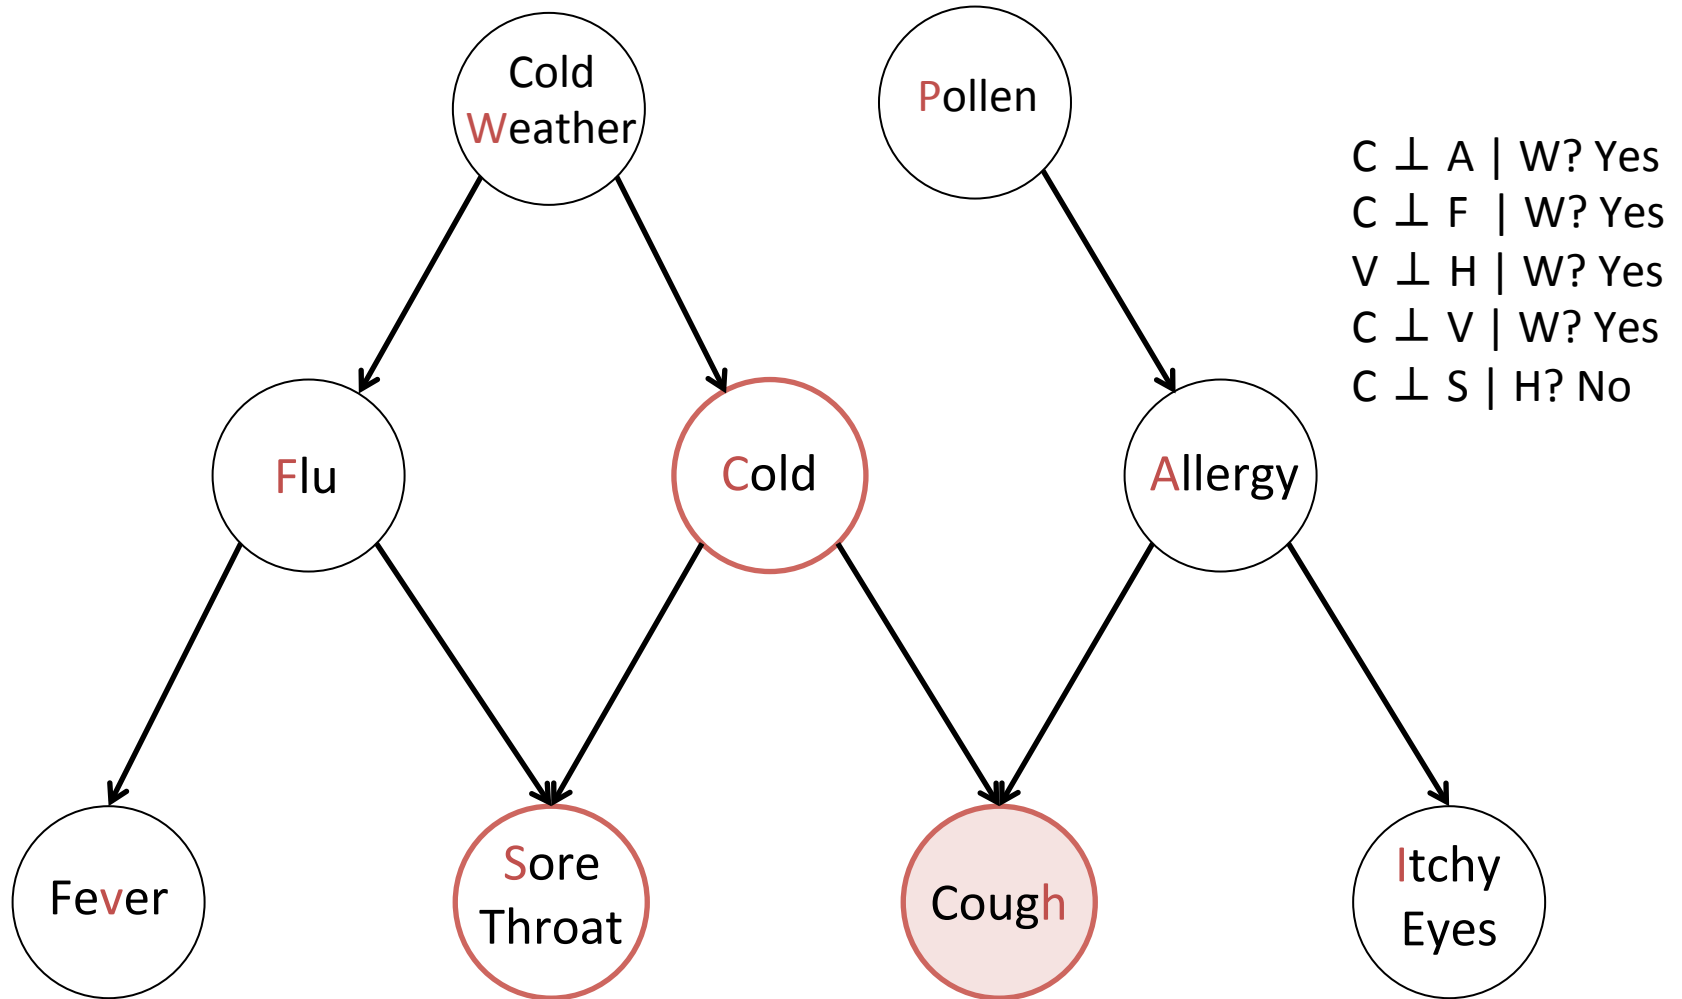 Cold
Weather
Pollen
C ⊥ A | W? Yes
C ⊥ F | W? Yes
V ⊥ H | W? Yes
C ⊥ V | W? Yes
C ⊥ S | H? No
Flu
Cold
Allergy
Fever
Sore
Throat
Cough
Itchy
Eyes